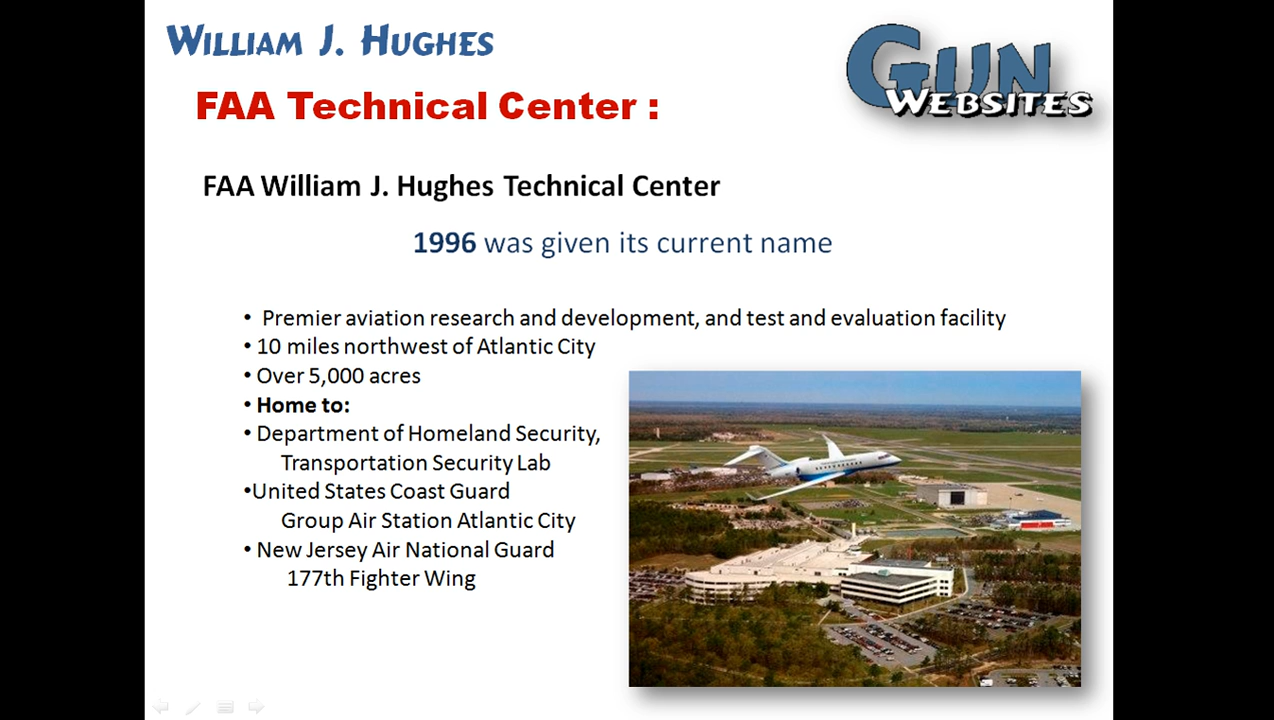 William J. Hughes
Gun
Websites
FAA Technical Center :
FAA William J. Hughes Technical Center
1996 was given its current name
• Premier aviation research and development, and test and evaluation facility
• 10 miles northwest of Atlantic City
• Over 5,000 acres
• Home to:
• Department of Homeland Security,
Transportation Security Lab
•United States Coast Guard
Group Air Station Atlantic City
• New Jersey Air National Guard
177th Fighter Wing